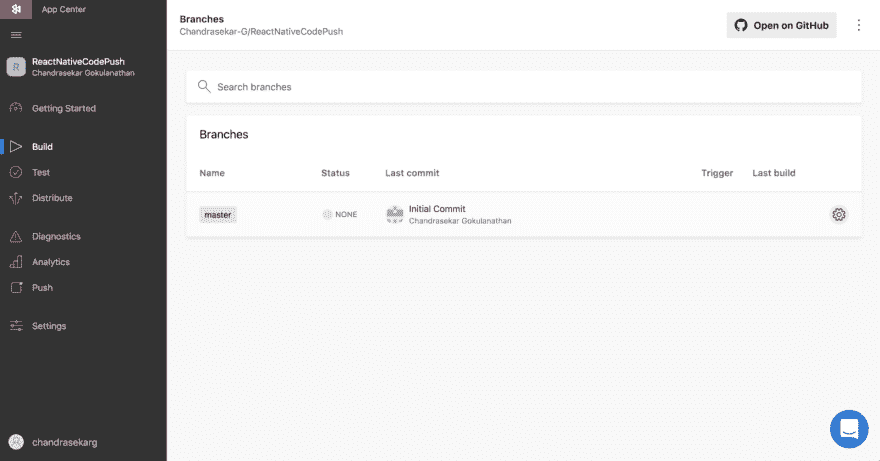 App Center
R
ReactNativeCodePush
Chandrasekar Gokulanathan
Getting Started
Build
Test
Distribute
Diagnostics
Analytics
Push
Settings
chandrasekarg
Branches
Chandrasekar-G/ReactNativeCodePush
Open on GitHub
Search branches
Branches
Name Status Last commit Trigger Last build
master NONE Initial Commit
Chandrasekar Gokulanathan